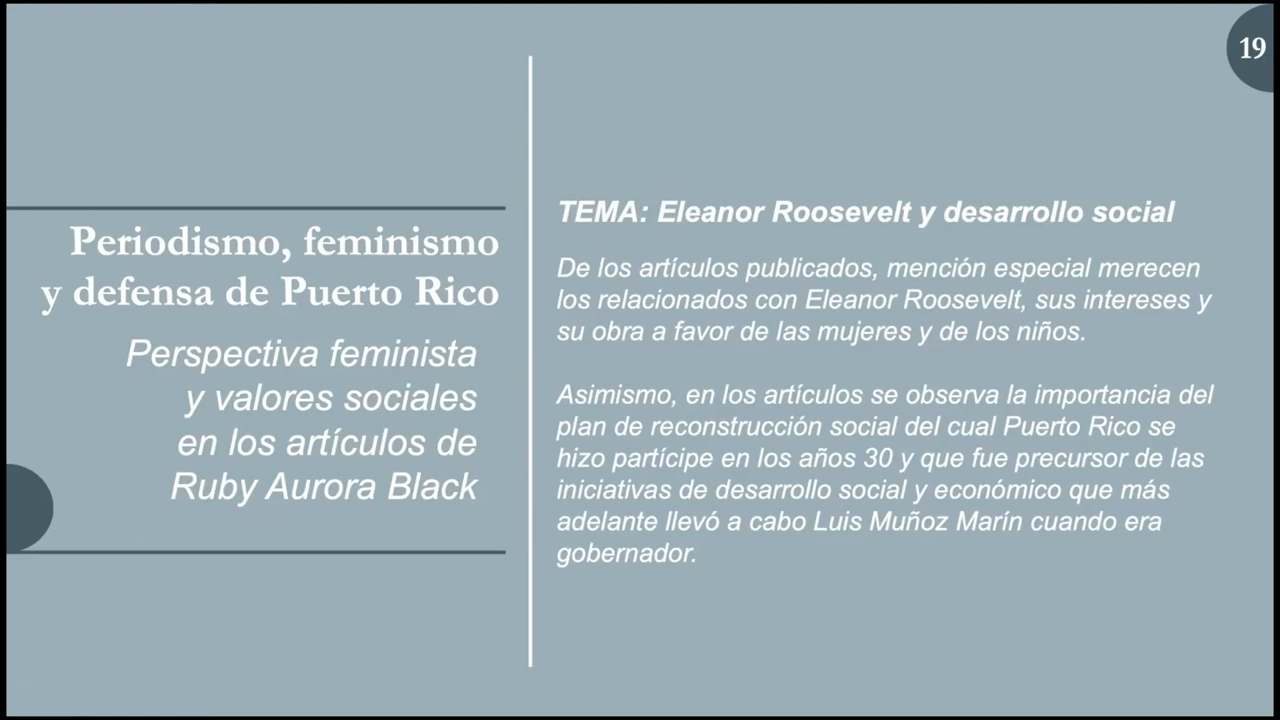 19
Periodismo, feminismo
y defensa de Puerto Rico
Perspectiva feminista
y valores sociales
en los artículos de
Ruby Aurora Black
TEMA: Eleanor Roosevelt y desarrollo social
De los artículos publicados, mención especial merecen
los relacionados con Eleanor Roosevelt, sus intereses y
su obra a favor de las mujeres y de los niños.
Asimismo, en los artículos se observa la importancia del
plan de reconstrucción social del cual Puerto Rico se
hizo partícipe en los años 30 y que fue precursor de las
iniciativas de desarrollo social y económico que más
adelante llevó a cabo Luis Muñoz Marín cuando era
gobernador.